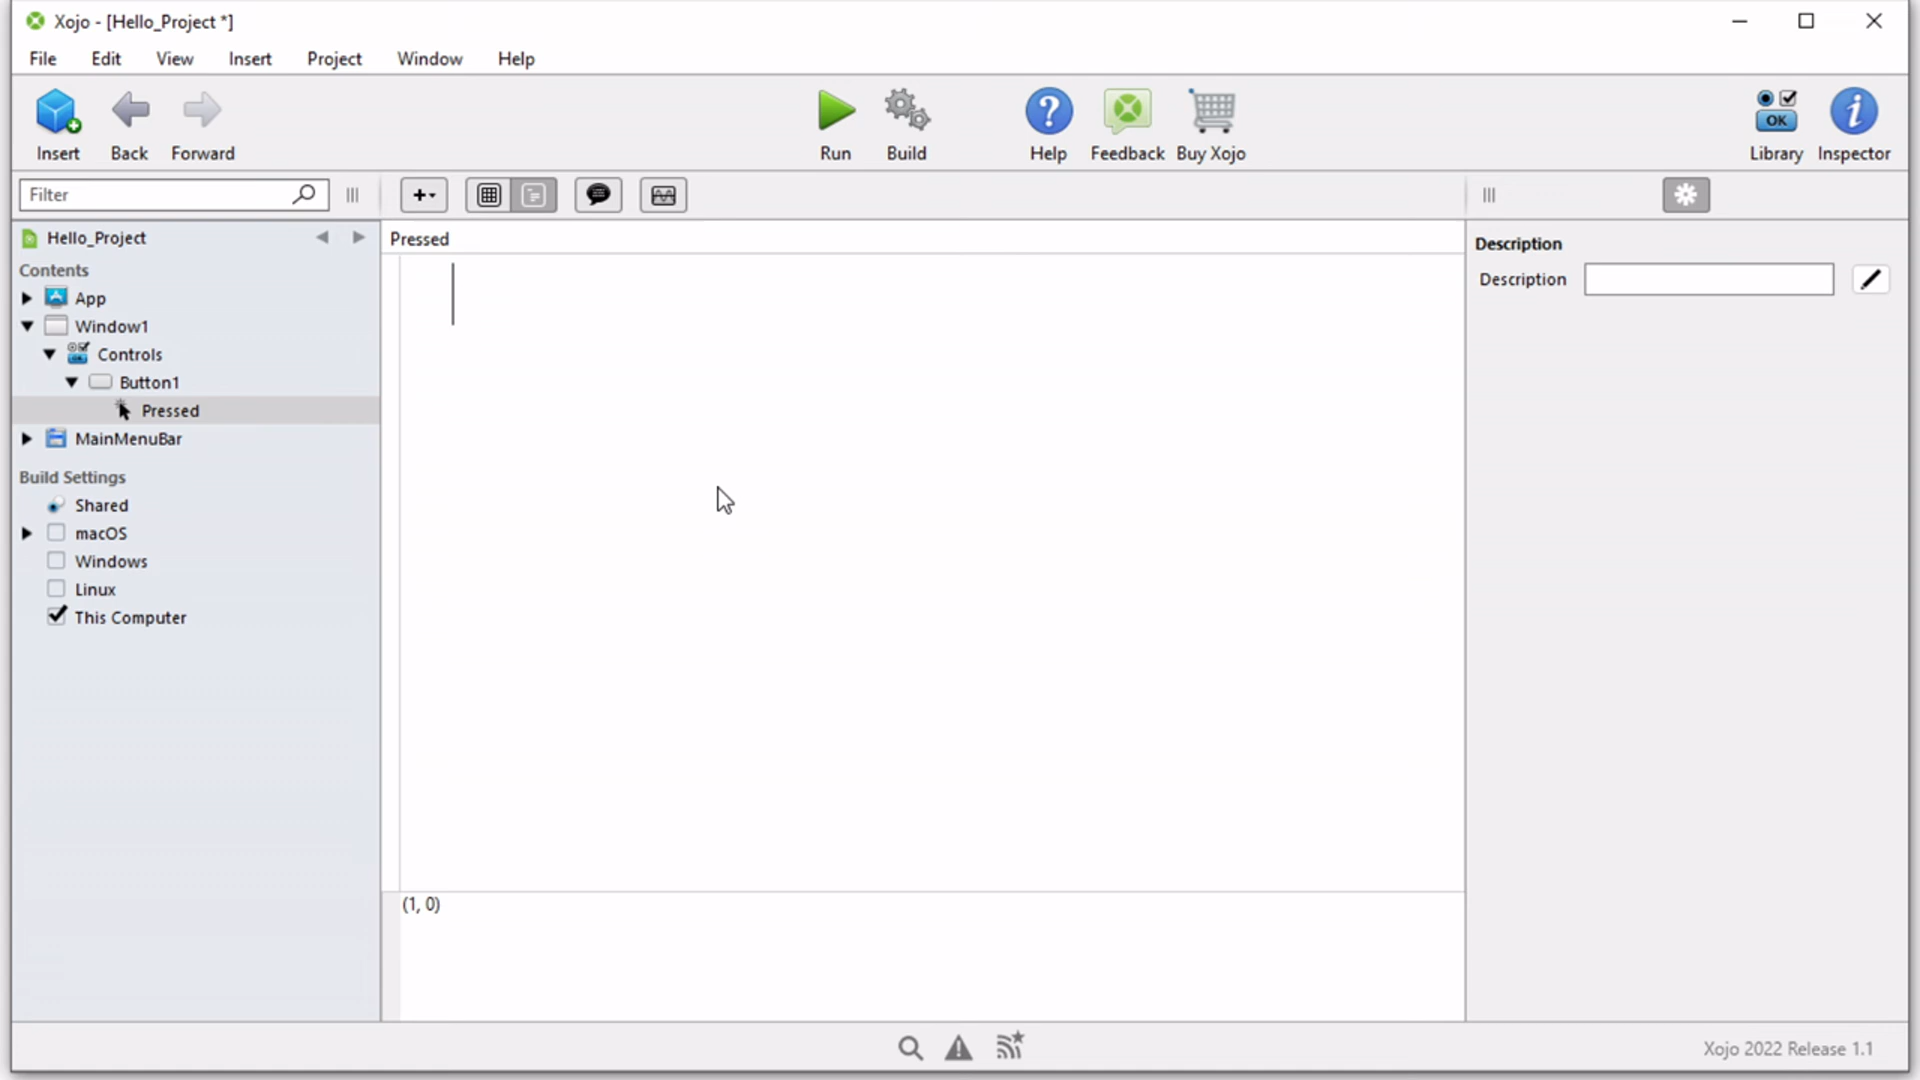 Xojo - [Hello_Project *]
File Edit View Insert Project Window Help
Insert Back Forward Run Build Help Feedback Buy Xojo OK Library Inspector
Filter
Hello_Project
Contents
App
Window1
Controls
Button1
Pressed
MainMenuBar
Build Settings
Shared
macOS
Windows
Linux
This Computer
Pressed
(1, 0)
Description
Description
Xojo 2022 Release 1.1